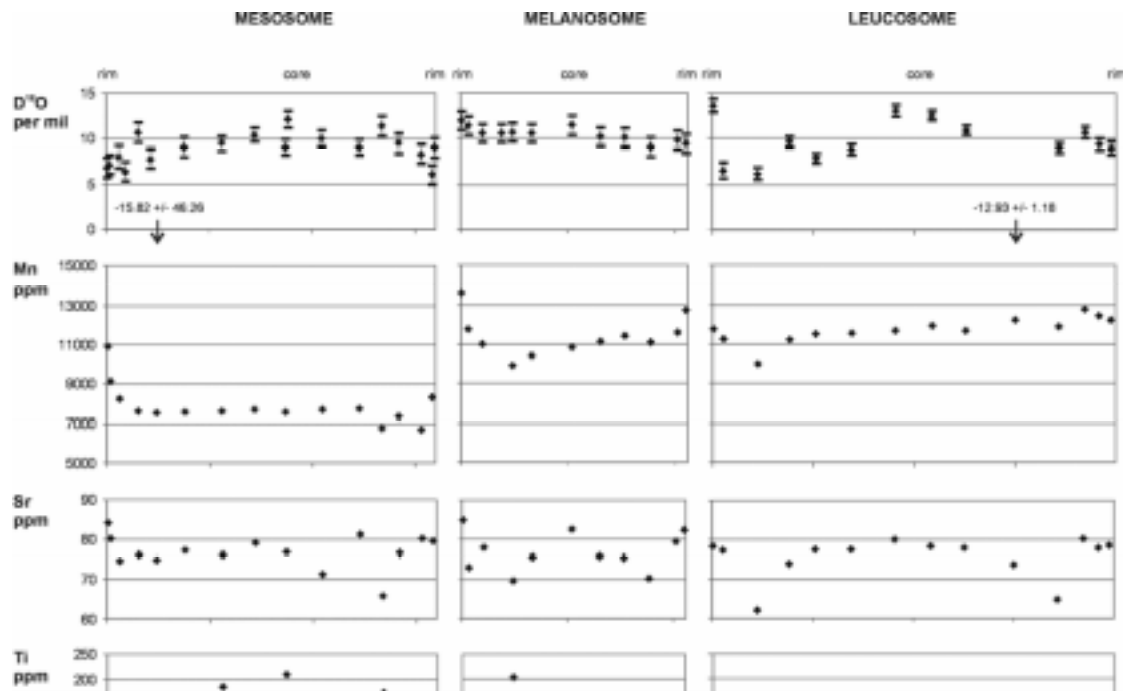 MESOSOME MELANOSOME LEUCOSOME
rim core rim rim core rim rim core rim
D¹⁸O
per mil
15
10
5
0
-15.82 +/- 46.26 -12.93 +/- 1.18
Mn
ppm
15000
13000
11000
9000
7000
5000
Sr
ppm
90
80
70
60
Ti
ppm
250
200